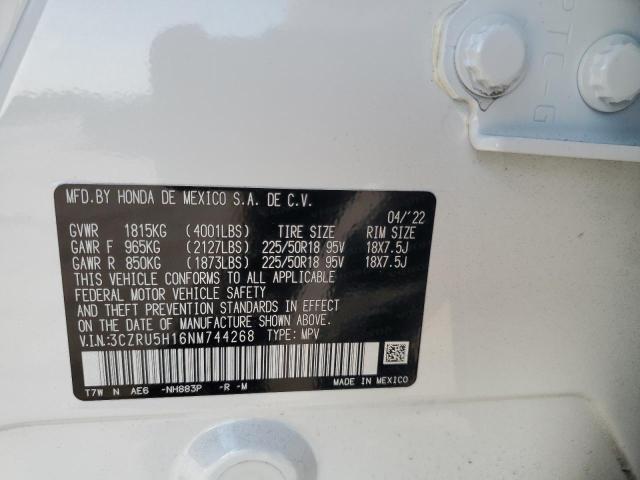 PTC-G
MFD.BY HONDA DE MEXICO S.A. DE C.V.
04/'22
GVWR 1815KG (4001LBS) TIRE SIZE RIM SIZE
GAWR F 965KG (2127LBS) 225/50R18 95V 18X7.5J
GAWR R 850KG (1873LBS) 225/50R18 95V 18X7.5J
THIS VEHICLE CONFORMS TO ALL APPLICABLE
FEDERAL MOTOR VEHICLE SAFETY
AND THEFT PREVENTION STANDARDS IN EFFECT
ON THE DATE OF MANUFACTURE SHOWN ABOVE.
V.I.N:3CZRU5H16NM744268 TYPE: MPV
T7W N AE6 -NH883P -R -M
MADE IN MEXICO